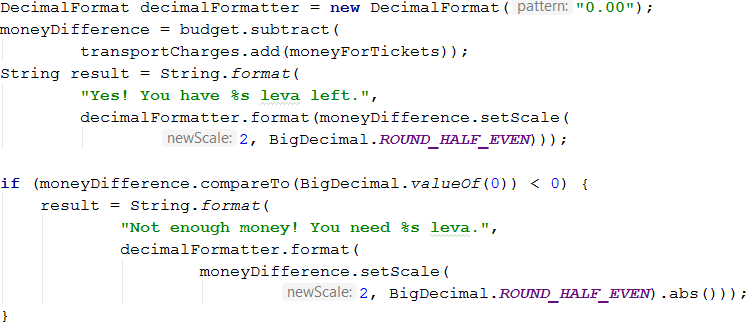 DecimalFormat decimalFormatter = new DecimalFormat( pattern: "0.00");
moneyDifference = budget.subtract(
        transportCharges.add(moneyForTickets));
String result = String.format(
        "Yes! You have %s leva left.",
        decimalFormatter.format(moneyDifference.setScale(
                newScale: 2, BigDecimal.ROUND_HALF_EVEN)));
if (moneyDifference.compareTo(BigDecimal.valueOf(0)) < 0) {
    result = String.format(
            "Not enough money! You need %s leva.",
            decimalFormatter.format(
                    moneyDifference.setScale(
                            newScale: 2, BigDecimal.ROUND_HALF_EVEN).abs()));
}